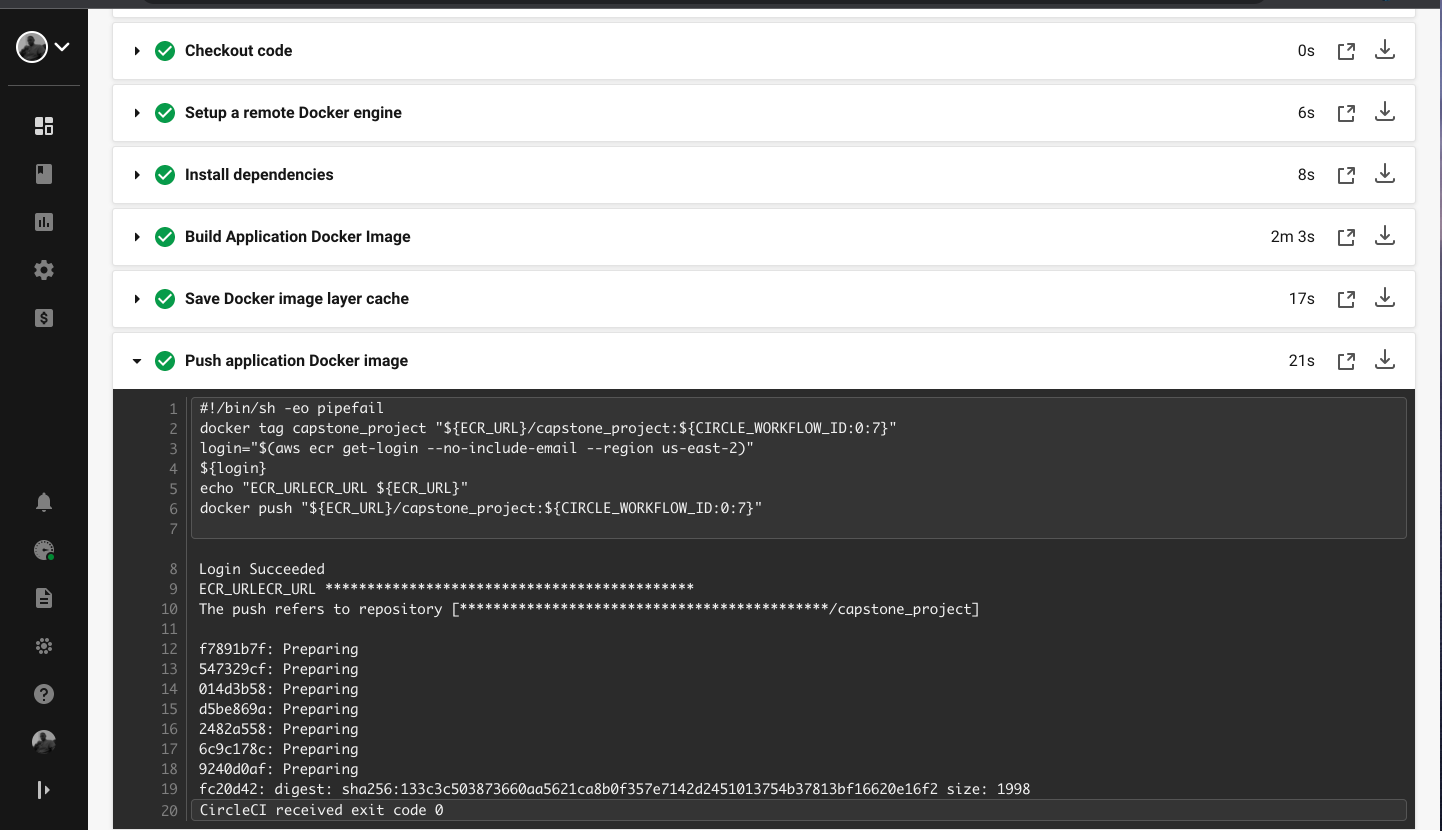 Checkout code 0s
Setup a remote Docker engine 6s
Install dependencies 8s
Build Application Docker Image 2m 3s
Save Docker image layer cache 17s
Push application Docker image 21s
1 #!/bin/sh -eo pipefail
2 docker tag capstone_project "${ECR_URL}/capstone_project:${CIRCLE_WORKFLOW_ID:0:7}"
3 login="$(aws ecr get-login --no-include-email --region us-east-2)"
4 ${login}
5 echo "ECR_URLECR_URL ${ECR_URL}"
6 docker push "${ECR_URL}/capstone_project:${CIRCLE_WORKFLOW_ID:0:7}"
7
8 Login Succeeded
9 ECR_URLECR_URL ********************************************
10 The push refers to repository [********************************************/capstone_project]
11
12 f7891b7f: Preparing
13 547329cf: Preparing
14 014d3b58: Preparing
15 d5be869a: Preparing
16 2482a558: Preparing
17 6c9c178c: Preparing
18 9240d0af: Preparing
19 fc20d42: digest: sha256:133c3c503873660aa5621ca8b0f357e7142d2451013754b37813bf16620e16f2 size: 1998
20 CircleCI received exit code 0